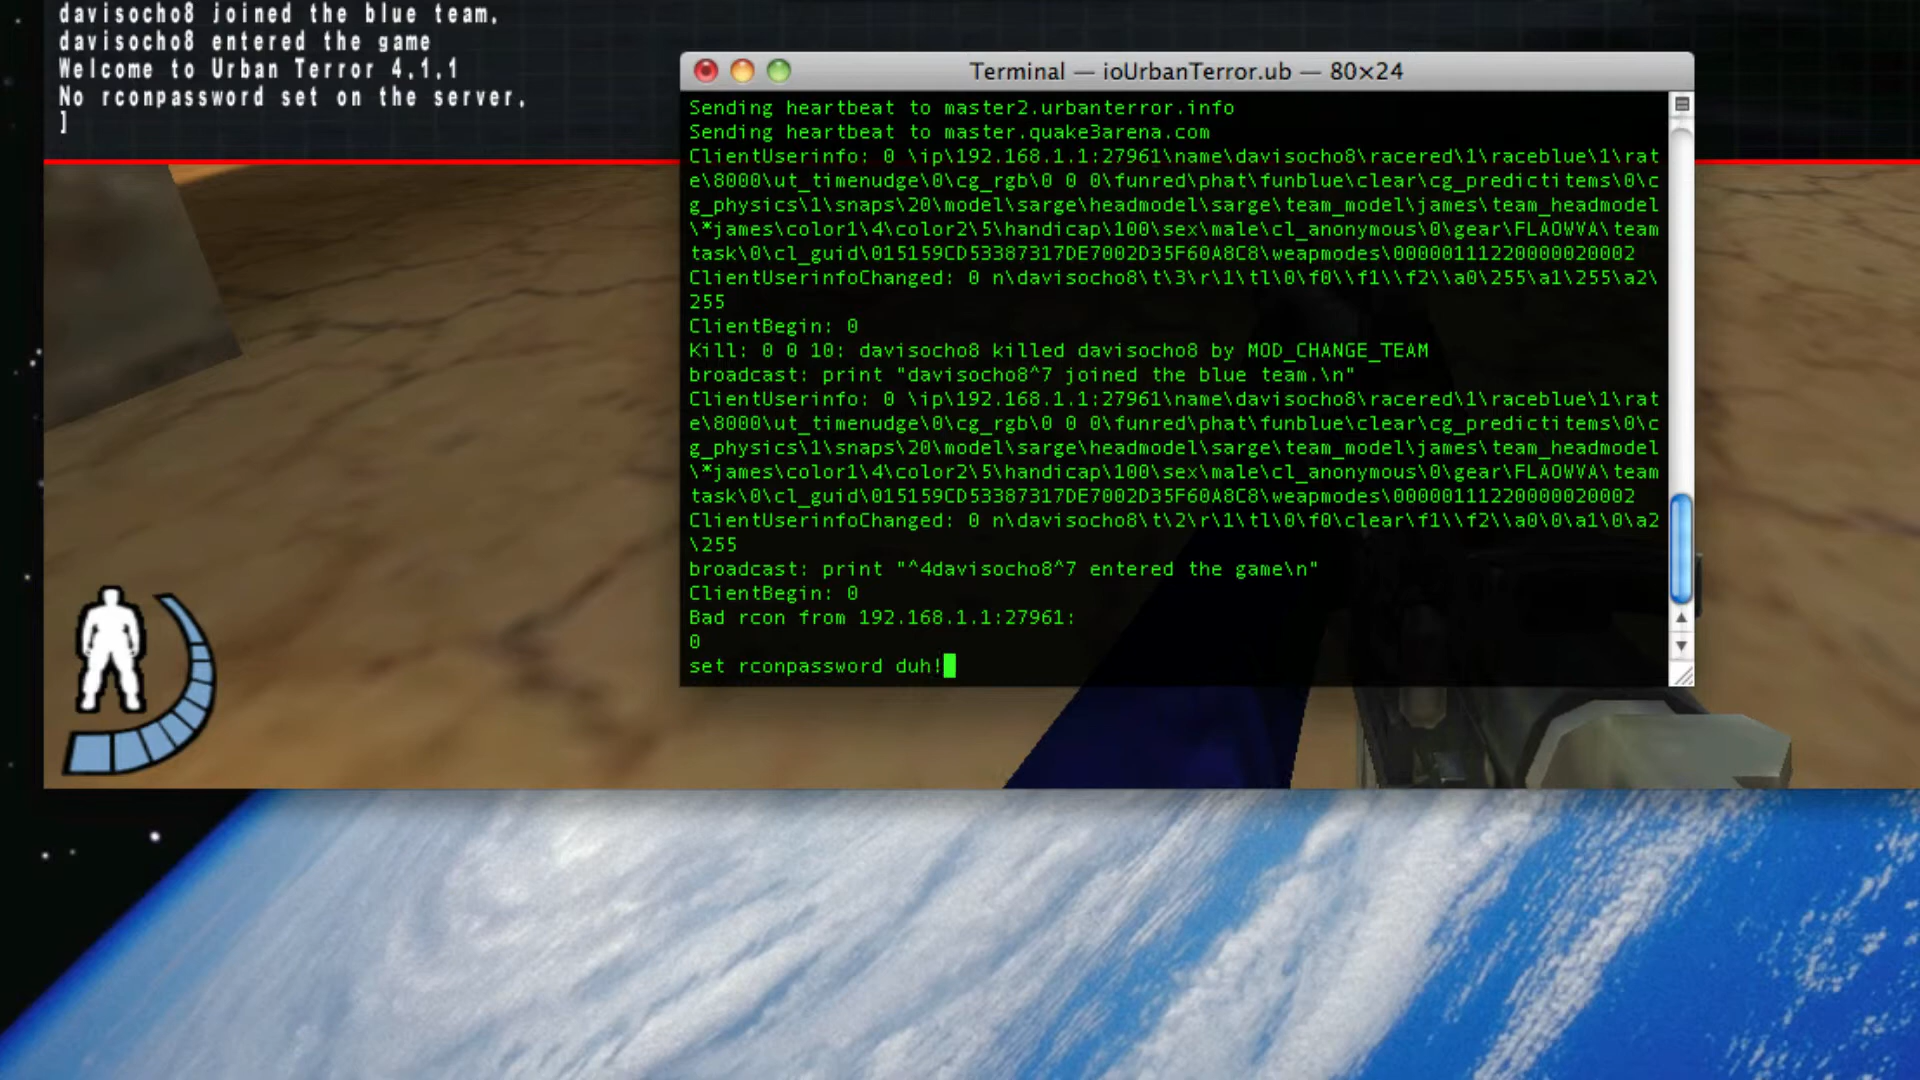 davisocho8 joined the blue team.
davisocho8 entered the game
Welcome to Urban Terror 4.1.1
No rconpassword set on the server.
]
Terminal — ioUrbanTerror.ub — 80×24
Sending heartbeat to master2.urbanterror.info
Sending heartbeat to master.quake3arena.com
ClientUserinfo: 0 \ip\192.168.1.1:27961\name\davisocho8\racered\1\raceblue\1\rat
e\8000\ut_timenudge\0\cg_rgb\0 0 0\funred\phat\funblue\clear\cg_predictitems\0\c
g_physics\1\snaps\20\model\sarge\headmodel\sarge\team_model\james\team_headmodel
\*james\color1\4\color2\5\handicap\100\sex\male\cl_anonymous\0\gear\FLAOWVA\team
task\0\cl_guid\015159CD53387317DE7002D35F60A8C8\weapmodes\00000111220000020002
ClientUserinfoChanged: 0 n\davisocho8\t\3\r\1\tl\0\f0\\f1\\f2\\a0\255\a1\255\a2\
255
ClientBegin: 0
Kill: 0 0 10: davisocho8 killed davisocho8 by MOD_CHANGE_TEAM
broadcast: print "davisocho8^7 joined the blue team.\n"
ClientUserinfo: 0 \ip\192.168.1.1:27961\name\davisocho8\racered\1\raceblue\1\rat
e\8000\ut_timenudge\0\cg_rgb\0 0 0\funred\phat\funblue\clear\cg_predictitems\0\c
g_physics\1\snaps\20\model\sarge\headmodel\sarge\team_model\james\team_headmodel
\*james\color1\4\color2\5\handicap\100\sex\male\cl_anonymous\0\gear\FLAOWVA\team
task\0\cl_guid\015159CD53387317DE7002D35F60A8C8\weapmodes\00000111220000020002
ClientUserinfoChanged: 0 n\davisocho8\t\2\r\1\tl\0\f0\clear\f1\\f2\\a0\0\a1\0\a2
\255
broadcast: print "^4davisocho8^7 entered the game\n"
ClientBegin: 0
Bad rcon from 192.168.1.1:27961:
0
set rconpassword duh!